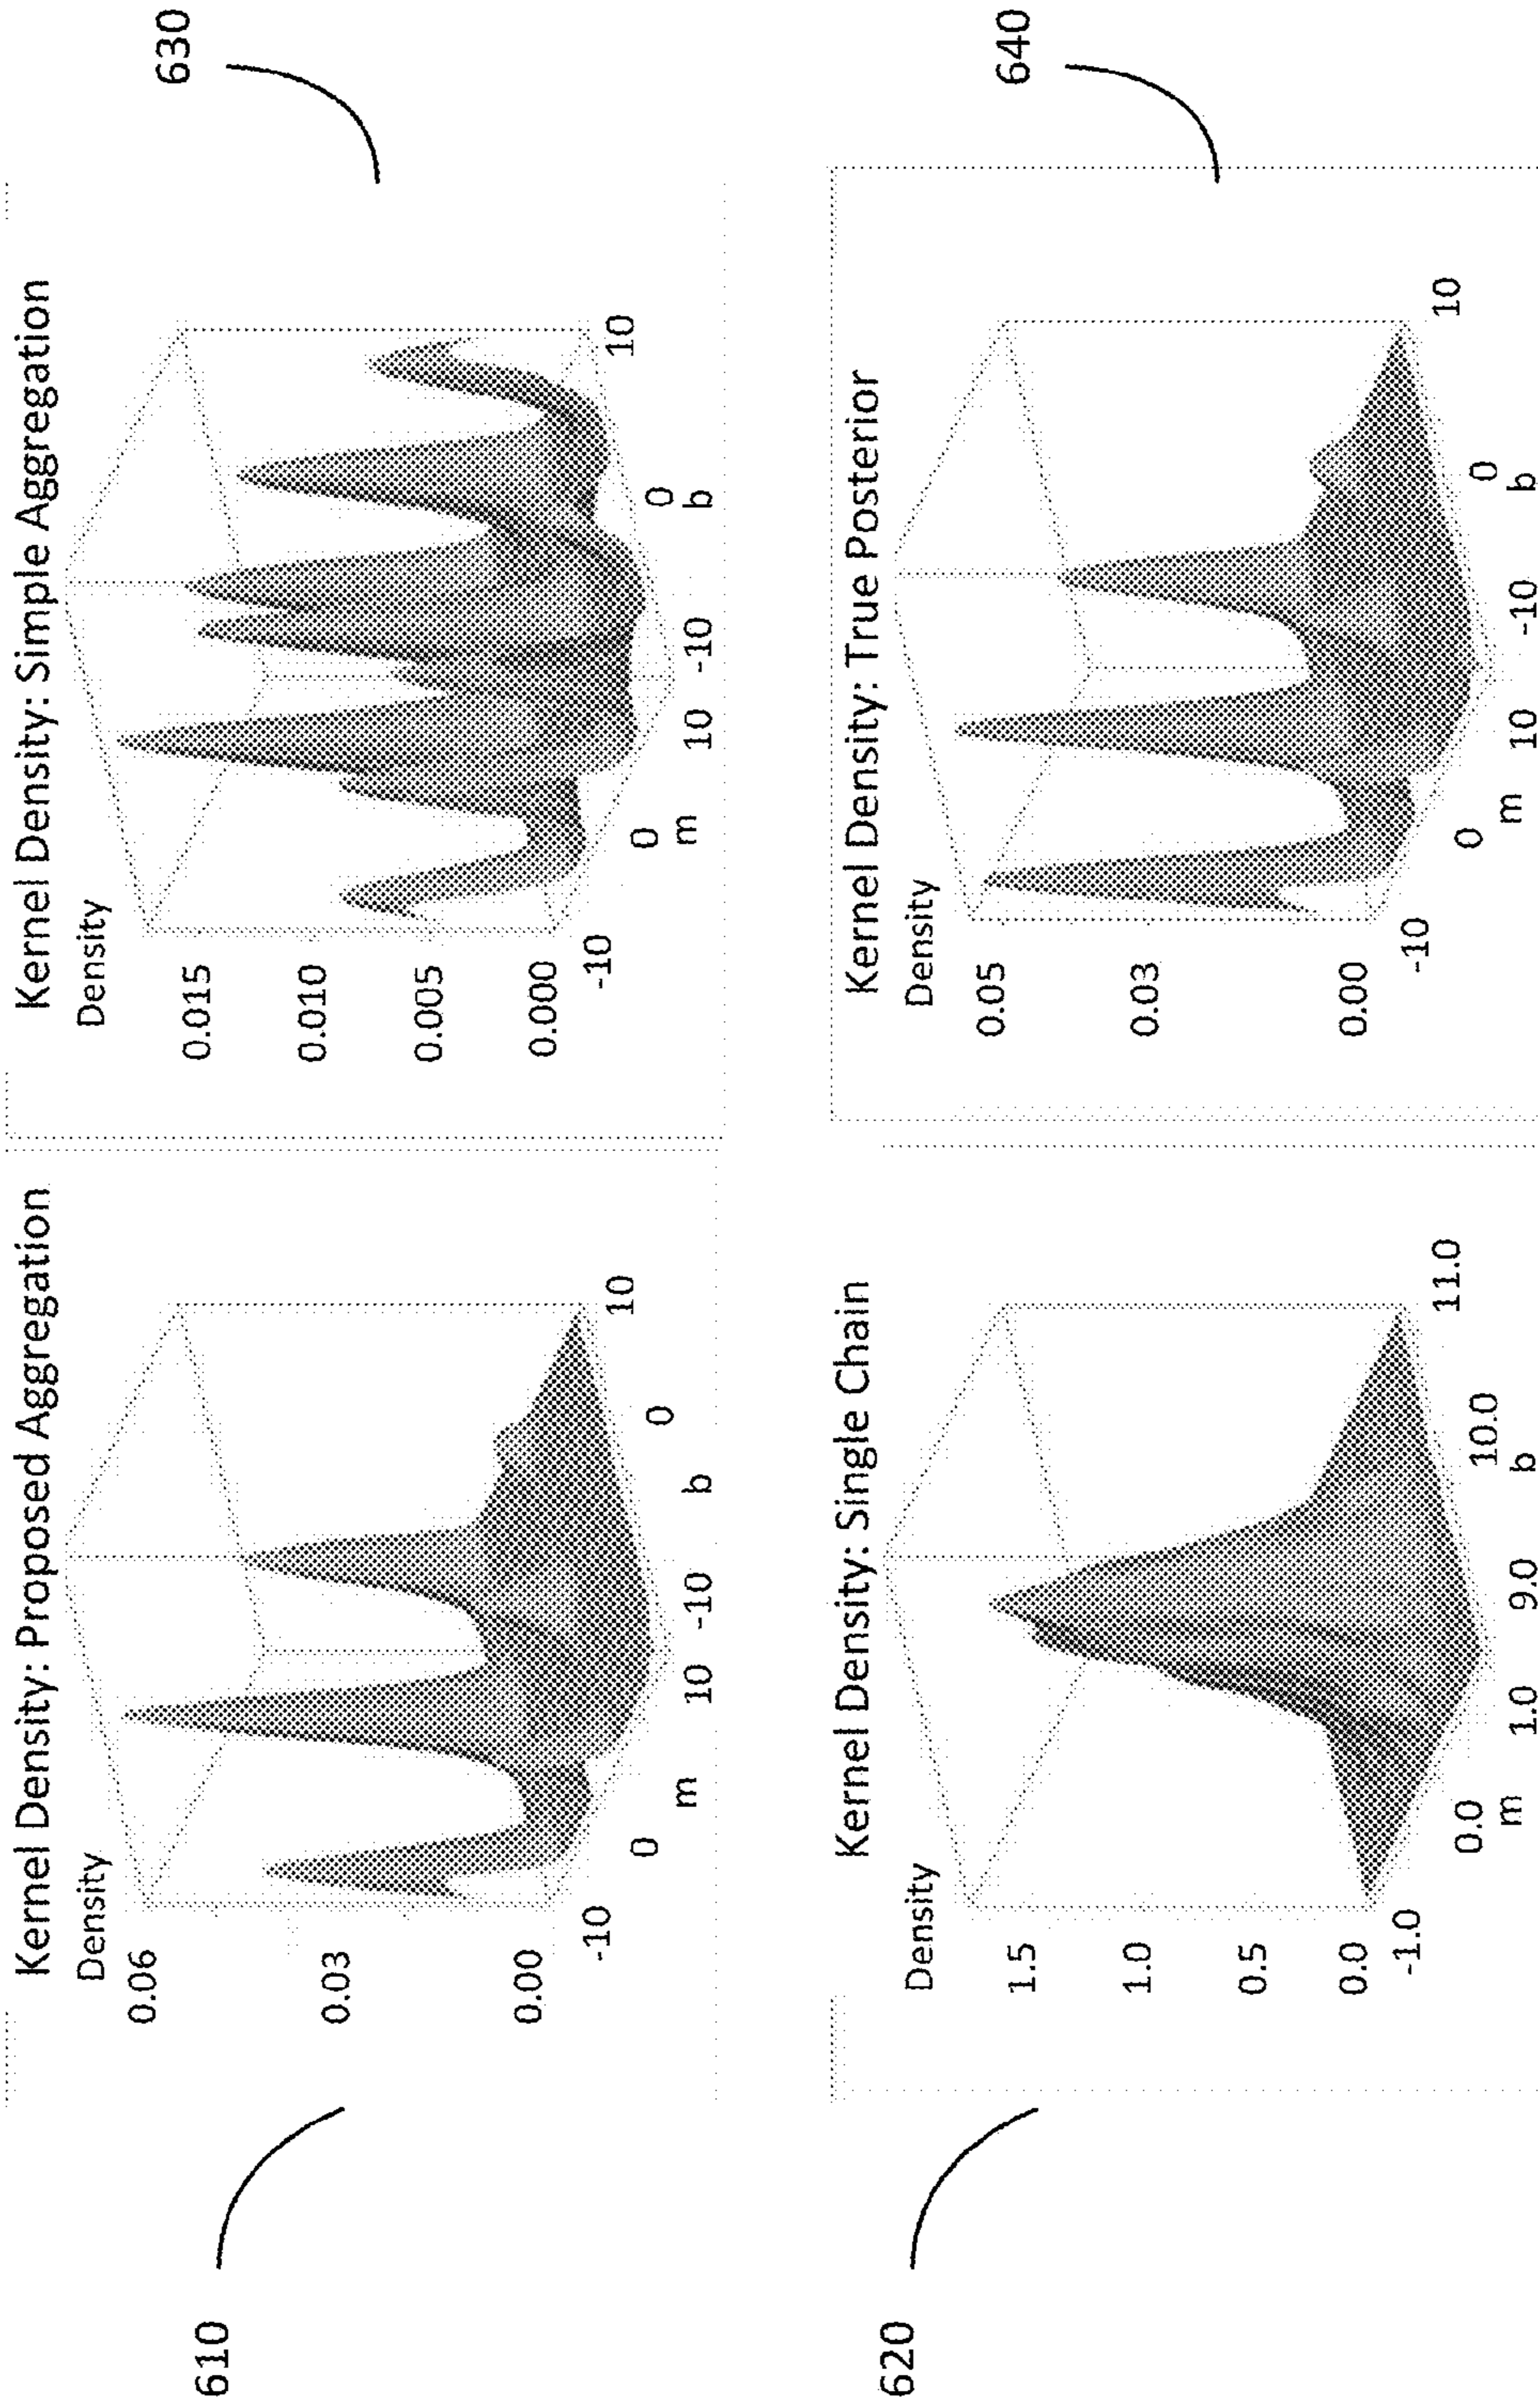 610
Kernel Density: Proposed Aggregation
Density
0.06
0.03
0.00
-10
0
m
10
-10
b
0
10
630
Kernel Density: Simple Aggregation
Density
0.015
0.010
0.005
0.000
-10
0
m
10
-10
0
b
10
620
Kernel Density: Single Chain
Density
1.5
1.0
0.5
0.0
-1.0
0.0
m
1.0
9.0
10.0
b
11.0
640
Kernel Density: True Posterior
Density
0.05
0.03
0.00
-10
0
m
10
-10
0
b
10